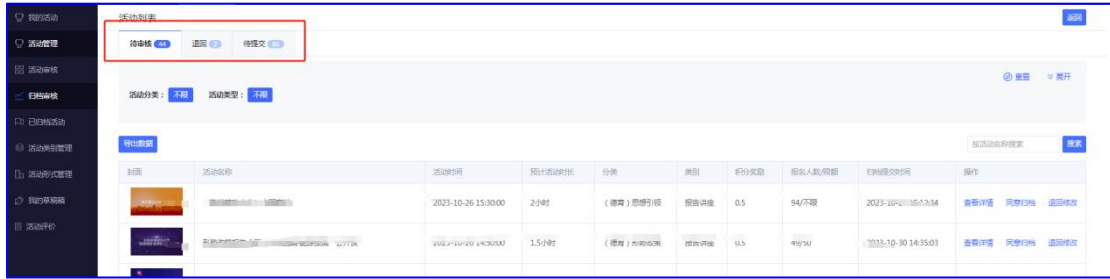 我的活动
活动管理
活动审核
归档审核
已归档活动
活动类别管理
活动形式管理
我的草稿箱
活动评价
活动列表
返回
待审核 44 退回 2 待提交
重置 展开
活动分类： 不限 活动类型： 不限
导出数据
按活动名称搜索 搜索
封面 活动名称 活动时间 预计活动时长 分类 类别 积分奖励 报名人数/限额 归档提交时间 操作
2023-10-26 15:30:00 2小时 （德育）思想引领 报告讲座 0.5 94/不限 查看详情 同意归档 退回修改
1.5小时 （德育）形势政策 报告讲座 0.5 49/50 2023-10-30 14:35:03 查看详情 同意归档 退回修改